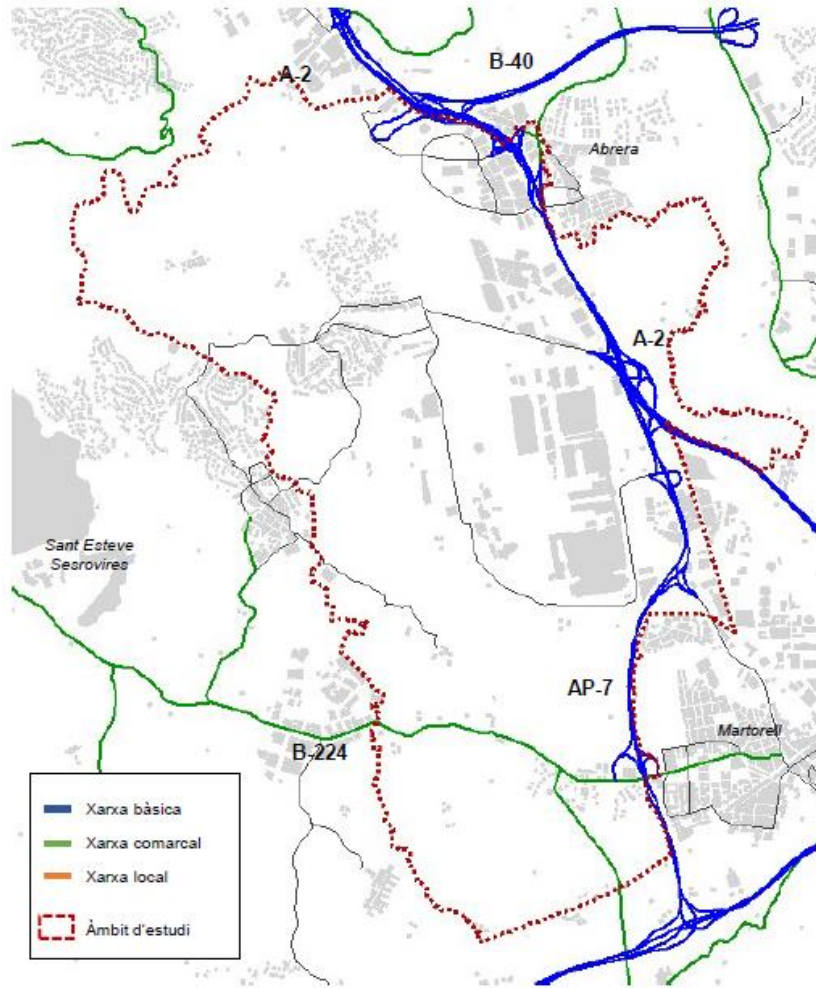 A-2
B-40
Abrera
A-2
Sant Esteve
Sesrovires
AP-7
Martorell
B-224
Xarxa bàsica
Xarxa comarcal
Xarxa local
Àmbit d'estudi